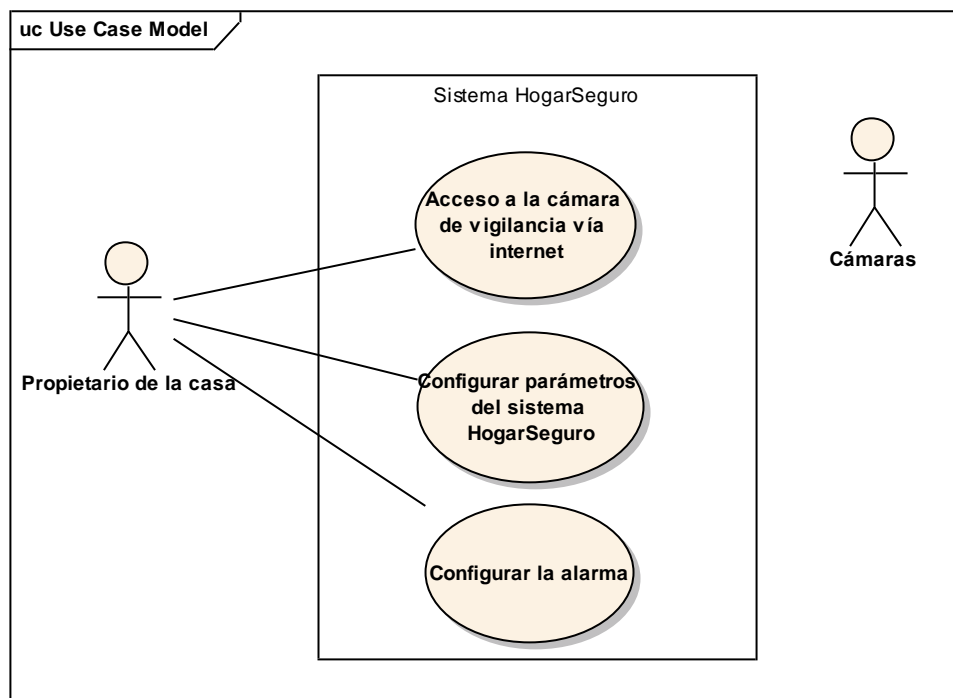 uc Use Case Model
Sistema HogarSeguro
Acceso a la cámara
de vigilancia vía
internet
Cámaras
Propietario de la casa
Configurar parámetros
del sistema
HogarSeguro
Configurar la alarma